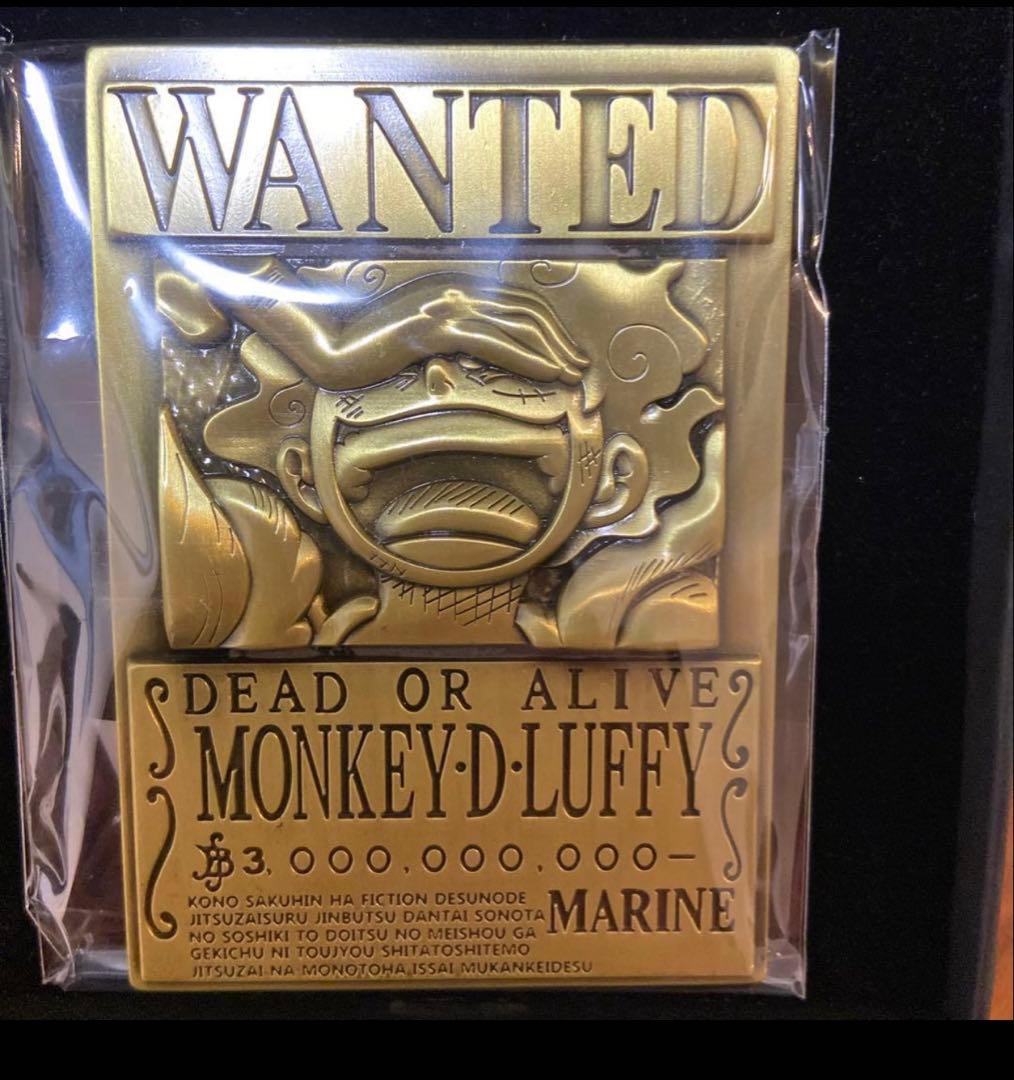 WANTED
DEAD OR ALIVE
MONKEY·D·LUFFY
฿3,000,000,000—
KONO SAKUHIN HA FICTION DESUNODE
JITSUZAISURU JINBUTSU DANTAI SONOTA
NO SOSHIKI TO DOITSU NO MEISHOU GA
GEKICHU NI TOUJYOU SHITATOSHITEMO
JITSUZAI NA MONOTOHA ISSAI MUKANKEIDESU
MARINE